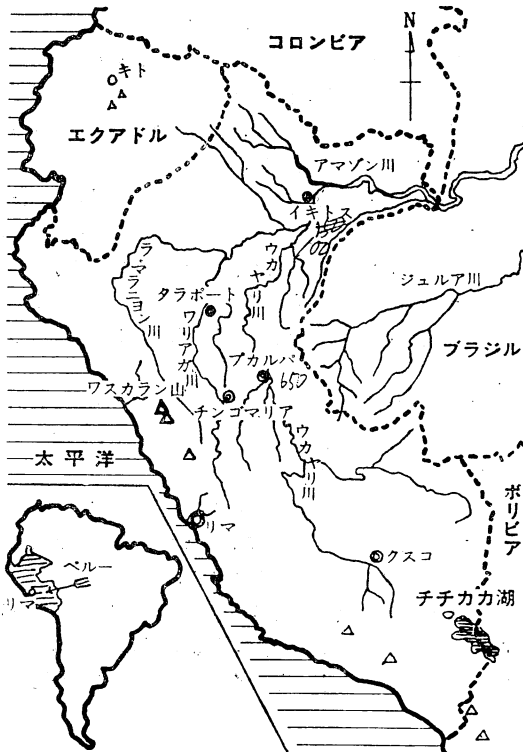 コロンビア
N
キト
エクアドル
アマゾン川
イキトス
ラ・マラニヨン川
ウカヤリ川
タラポート
ワリアガ川
ジュルア川
プカルパ
650
ブラジル
ワスカラン山
チンゴマリア
ウカヤリ川
太平洋
ボリビア
リマ
クスコ
チチカカ湖
ペルー
リマ